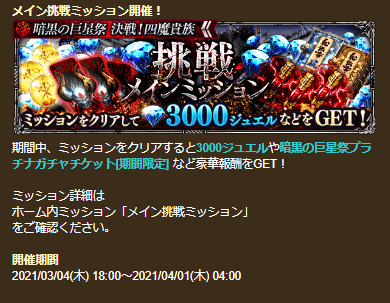 メイン挑戦ミッション開催！
暗黒の巨星祭 決戦！四魔貴族
挑戦
メインミッション
ミッションをクリアして3000ジュエルなどをGET！
期間中、ミッションをクリアすると3000ジュエルや暗黒の巨星祭プラ
チナガチャチケット[期間限定] など豪華報酬をGET！
ミッション詳細は
ホーム内ミッション「メイン挑戦ミッション」
をご確認ください。
開催期間
2021/03/04(木) 18:00～2021/04/01(木) 04:00